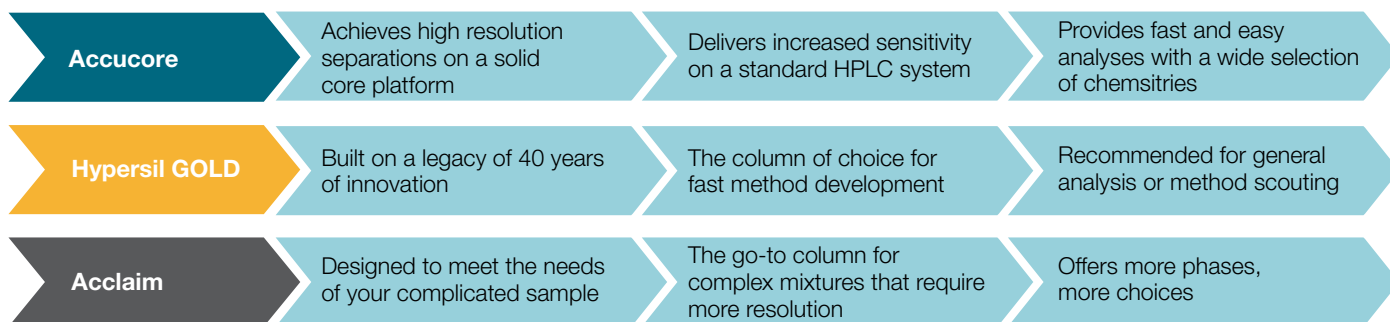 Accucore
Achieves high resolution
separations on a solid
core platform
Delivers increased sensitivity
on a standard HPLC system
Provides fast and easy
analyses with a wide selection
of chemsitries
Hypersil GOLD
Built on a legacy of 40 years
of innovation
The column of choice for
fast method development
Recommended for general
analysis or method scouting
Acclaim
Designed to meet the needs
of your complicated sample
The go-to column for
complex mixtures that require
more resolution
Offers more phases,
more choices